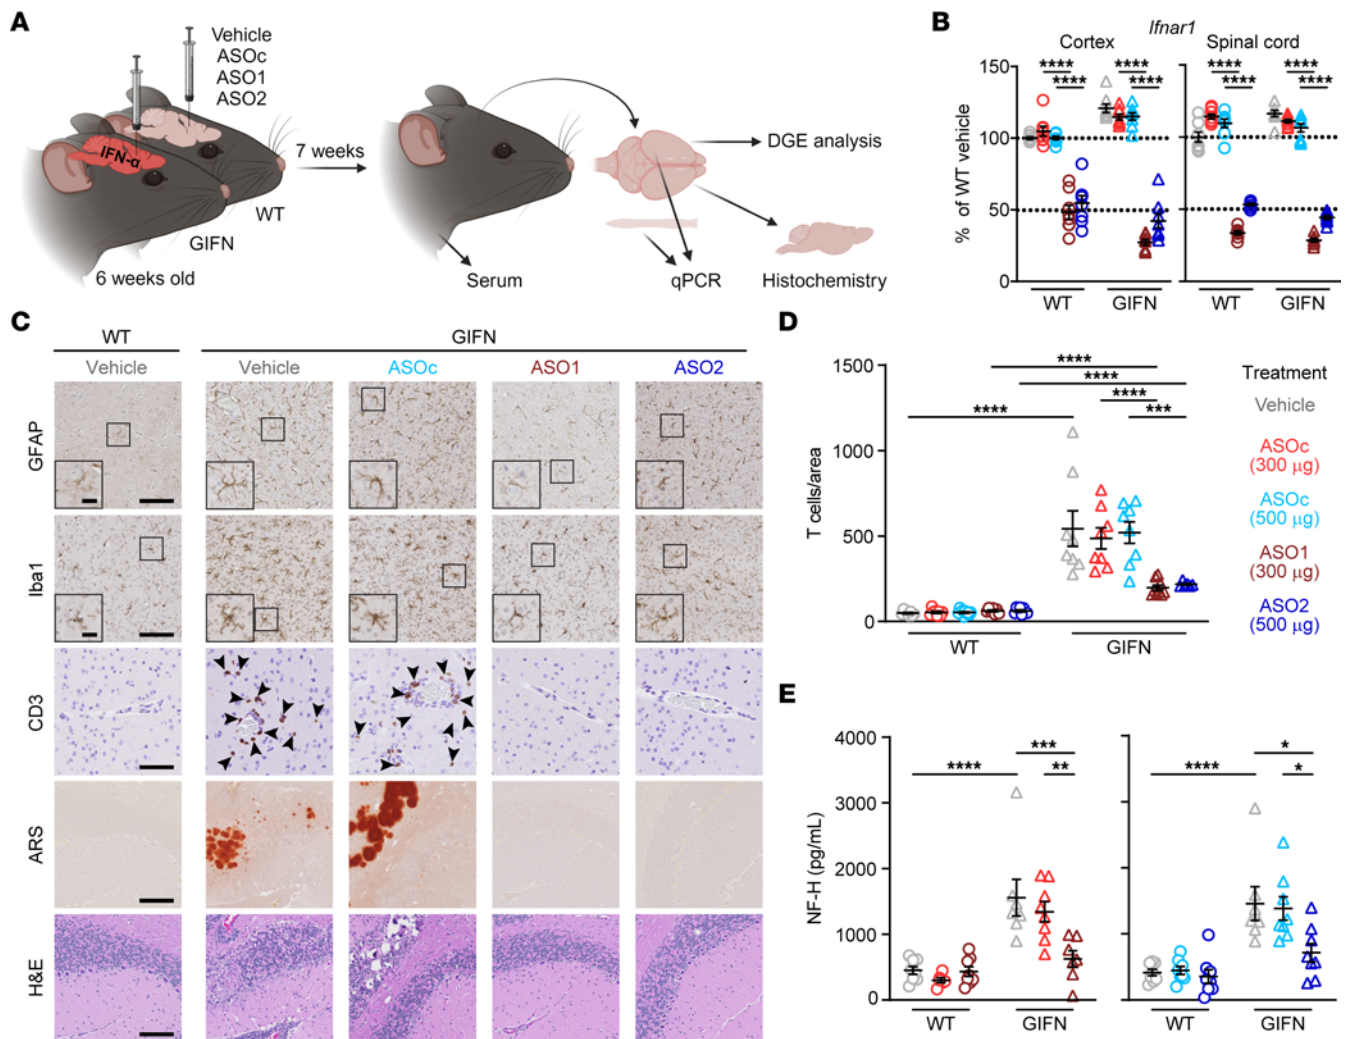 A
Vehicle
ASOc
ASO1
ASO2
IFN-α
WT
GIFN
6 weeks old
7 weeks
Serum
qPCR
DGE analysis
Histochemistry
B
Ifnar1
Cortex
Spinal cord
% of WT vehicle
150
100
50
0
**** **** **** ****
**** **** **** ****
WT GIFN WT GIFN
C
WT GIFN
Vehicle Vehicle ASOc ASO1 ASO2
GFAP
Iba1
CD3
ARS
H&E
D
T cells/area
1500
1000
500
0
****
****
****
**** ***
WT GIFN
Treatment
Vehicle
ASOc
(300 µg)
ASOc
(500 µg)
ASO1
(300 µg)
ASO2
(500 µg)
E
NF-H (pg/mL)
4000
3000
2000
1000
0
*** *
**** ** **** *
WT GIFN WT GIFN